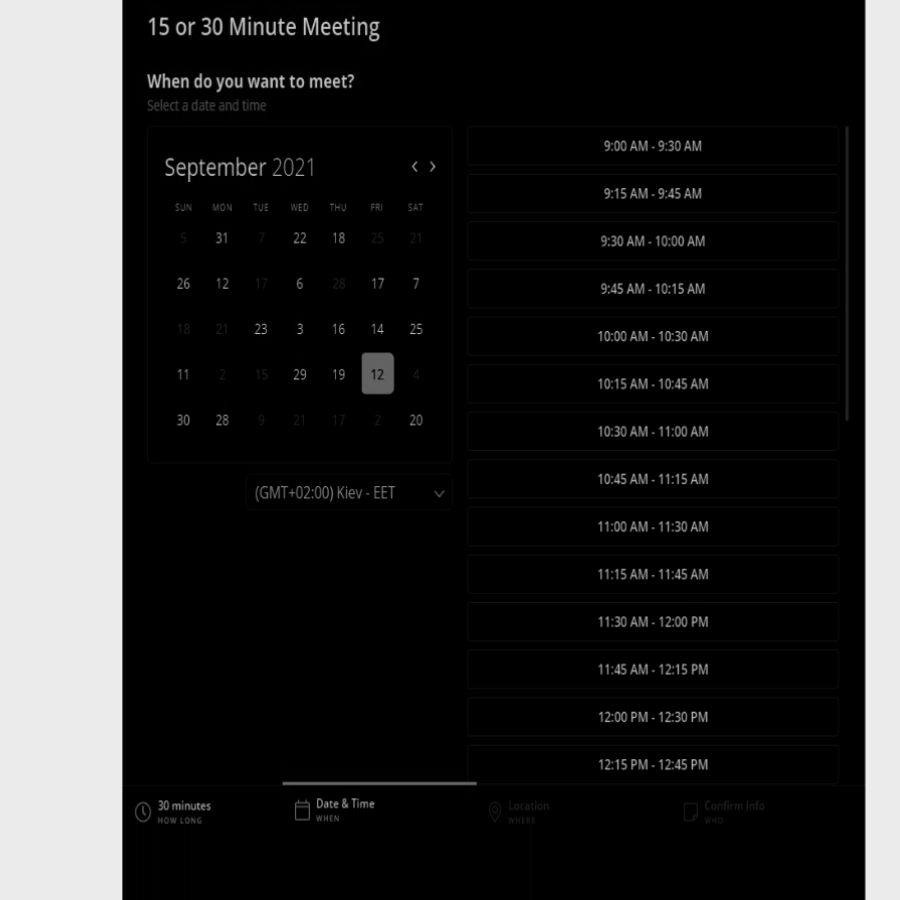 15 or 30 Minute Meeting
When do you want to meet?
Select a date and time
September 2021
SUN MON TUE WED THU FRI SAT
5 31 7 22 18 25 21
26 12 17 6 28 17 7
18 21 23 3 16 14 25
11 2 15 29 19 12 4
30 28 9 21 17 2 20
(GMT+02:00) Kiev - EET
9:00 AM - 9:30 AM
9:15 AM - 9:45 AM
9:30 AM - 10:00 AM
9:45 AM - 10:15 AM
10:00 AM - 10:30 AM
10:15 AM - 10:45 AM
10:30 AM - 11:00 AM
10:45 AM - 11:15 AM
11:00 AM - 11:30 AM
11:15 AM - 11:45 AM
11:30 AM - 12:00 PM
11:45 AM - 12:15 PM
12:00 PM - 12:30 PM
12:15 PM - 12:45 PM
30 minutes
HOW LONG
Date & Time
WHEN
Location
WHERE
Confirm Info
WHO